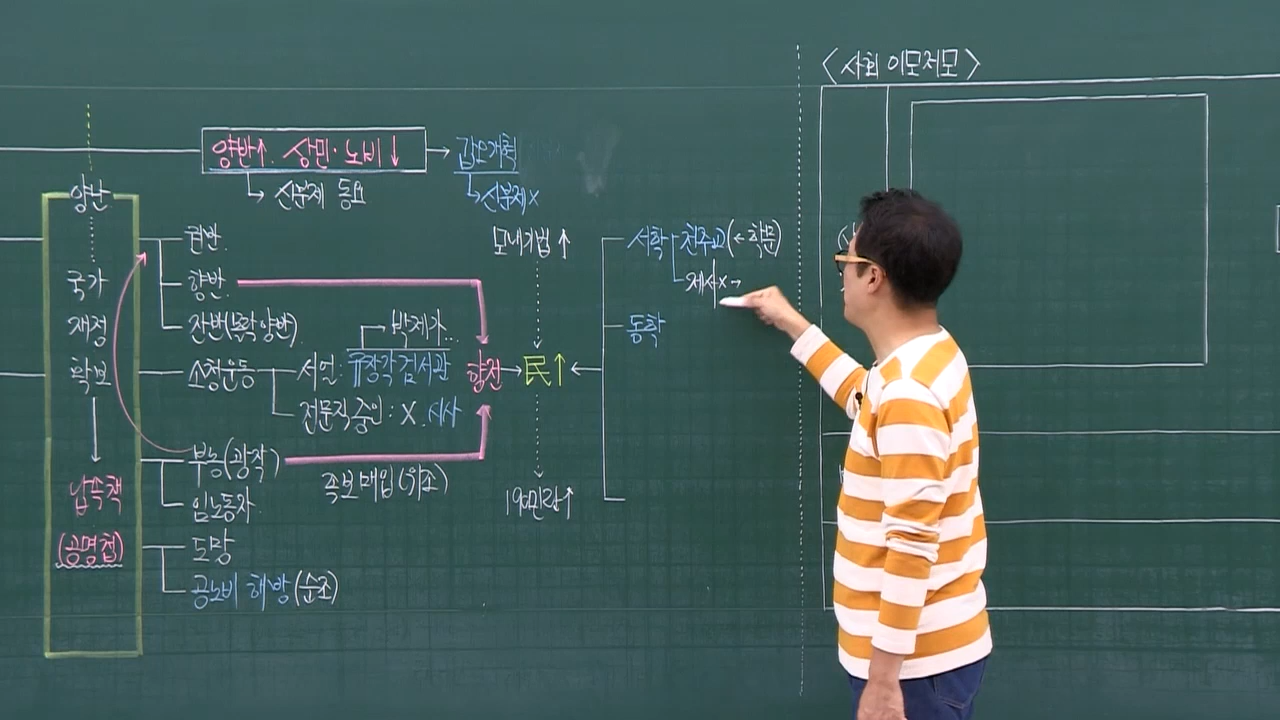 〈사회 이모저모〉
양반↑. 상민·노비↓ → 갑오개혁
↳ 신분제 동요
↳ 신분제 x
양난
국가
재정
확보
납속책
(공명첩)
권반.
향반.
잔반(몰락양반).
소청운동
서얼: 규장각 검서관
박제가…
전문직 중인: X. 시사
부농(광작)
임노동자.
족보 매입(위조)
도망
공노비 해방(순조)
향전
모내기법↑
民↑
19C민란↑
서학
천주교(←학문)
제사x→
동학